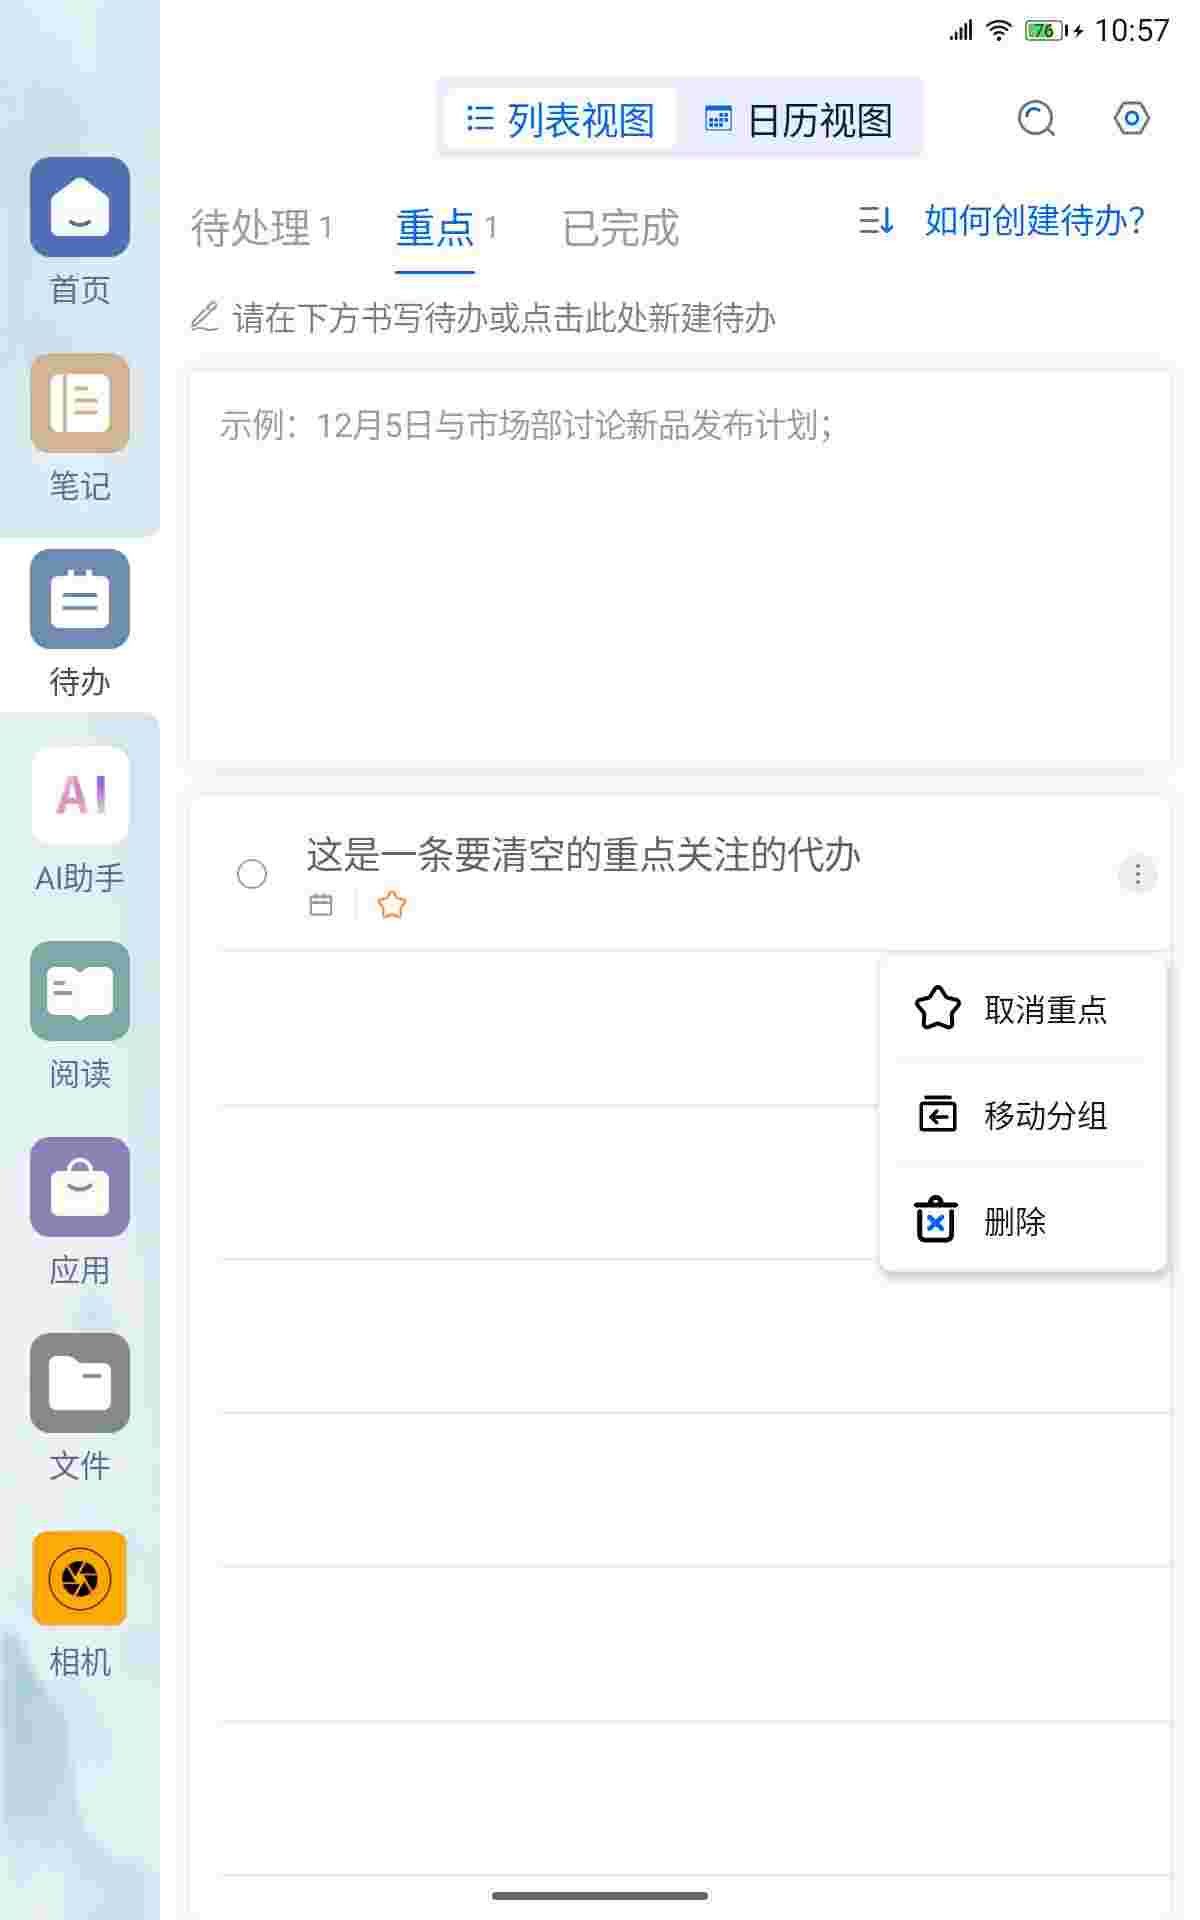 76 10:57
列表视图 日历视图
待处理 1 重点 1 已完成 如何创建待办?
请在下方书写待办或点击此处新建待办
示例：12月5日与市场部讨论新品发布计划；
这是一条要清空的重点关注的代办
取消重点
移动分组
删除
首页
笔记
待办
AI
AI助手
阅读
应用
文件
相机